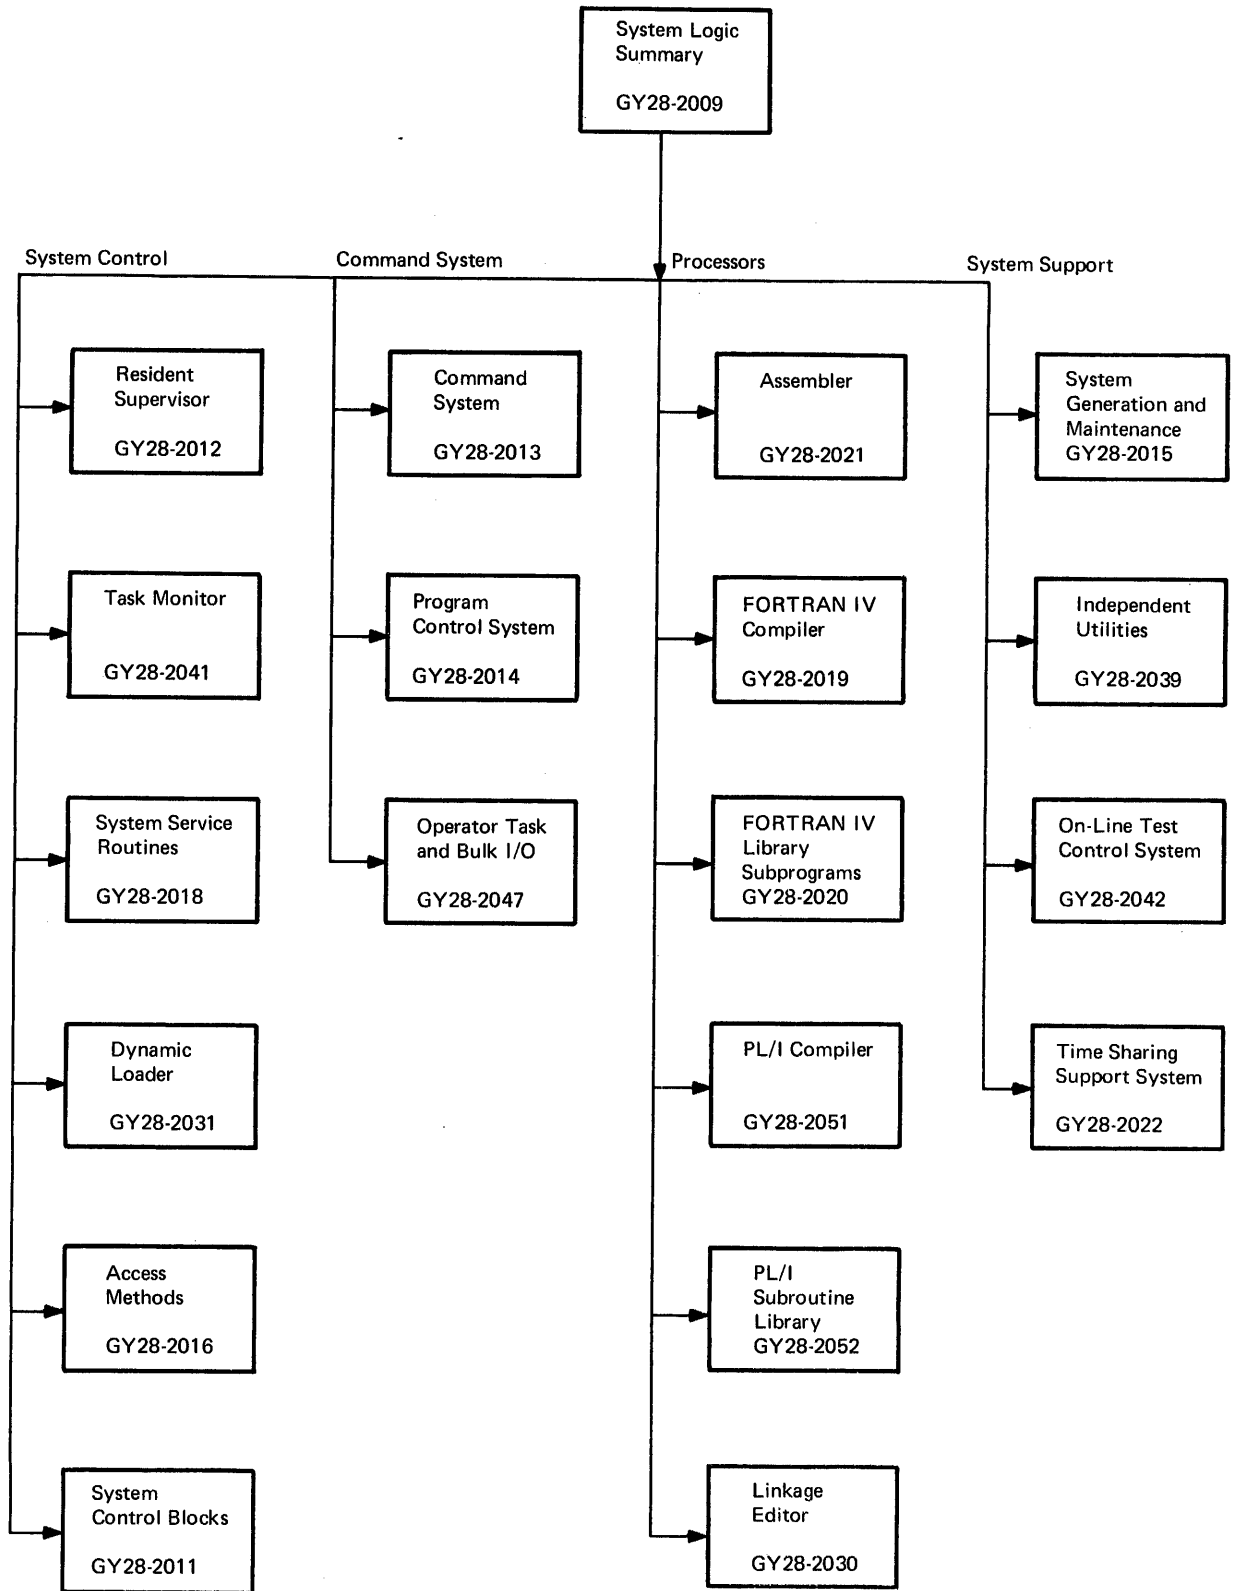 System Logic
Summary
GY28-2009
System Control
Command System
Processors
System Support
Resident
Supervisor
GY28-2012
Task Monitor
GY28-2041
System Service
Routines
GY28-2018
Dynamic
Loader
GY28-2031
Access
Methods
GY28-2016
System
Control Blocks
GY28-2011
Command
System
GY28-2013
Program
Control System
GY28-2014
Operator Task
and Bulk I/O
GY28-2047
Assembler
GY28-2021
FORTRAN IV
Compiler
GY28-2019
FORTRAN IV
Library
Subprograms
GY28-2020
PL/I Compiler
GY28-2051
PL/I
Subroutine
Library
GY28-2052
Linkage
Editor
GY28-2030
System
Generation and
Maintenance
GY28-2015
Independent
Utilities
GY28-2039
On-Line Test
Control System
GY28-2042
Time Sharing
Support System
GY28-2022